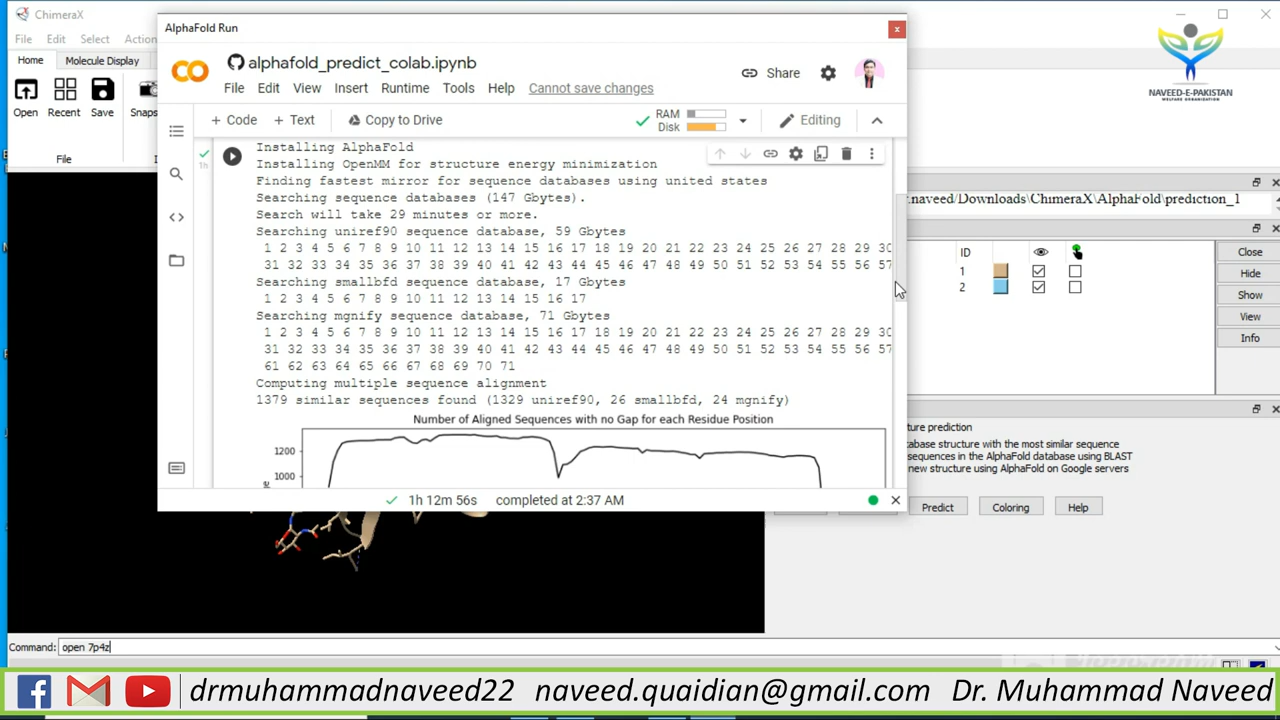 ChimeraX
AlphaFold Run
File Edit Select Action
Home Molecule Display
Open Recent Save Snaps
File
alphafold_predict_colab.ipynb
Share
File Edit View Insert Runtime Tools Help Cannot save changes
+ Code + Text Copy to Drive
RAM
Disk
Editing
1h
Installing AlphaFold
Installing OpenMM for structure energy minimization
Finding fastest mirror for sequence databases using united states
Searching sequence databases (147 Gbytes).
Search will take 29 minutes or more.
Searching uniref90 sequence database, 59 Gbytes
1 2 3 4 5 6 7 8 9 10 11 12 13 14 15 16 17 18 19 20 21 22 23 24 25 26 27 28 29 30
31 32 33 34 35 36 37 38 39 40 41 42 43 44 45 46 47 48 49 50 51 52 53 54 55 56 57
Searching smallbfd sequence database, 17 Gbytes
1 2 3 4 5 6 7 8 9 10 11 12 13 14 15 16 17
Searching mgnify sequence database, 71 Gbytes
1 2 3 4 5 6 7 8 9 10 11 12 13 14 15 16 17 18 19 20 21 22 23 24 25 26 27 28 29 30
31 32 33 34 35 36 37 38 39 40 41 42 43 44 45 46 47 48 49 50 51 52 53 54 55 56 57
61 62 63 64 65 66 67 68 69 70 71
Computing multiple sequence alignment
1379 similar sequences found (1329 uniref90, 26 smallbfd, 24 mgnify)
Number of Aligned Sequences with no Gap for each Residue Position
1200
1000
1h 12m 56s completed at 2:37 AM
NAVEED-E-PAKISTAN
WELFARE ORGANIZATION
r.naveed/Downloads\ChimeraX\AlphaFold\prediction_1
ID
1
2
Close
Hide
Show
View
Info
ture prediction
abase structure with the most similar sequence
sequences in the AlphaFold database using BLAST
new structure using AlphaFold on Google servers
Predict Coloring Help
Command: open 7p4z
drmuhammadnaveed22 naveed.quaidian@gmail.com Dr. Muhammad Naveed